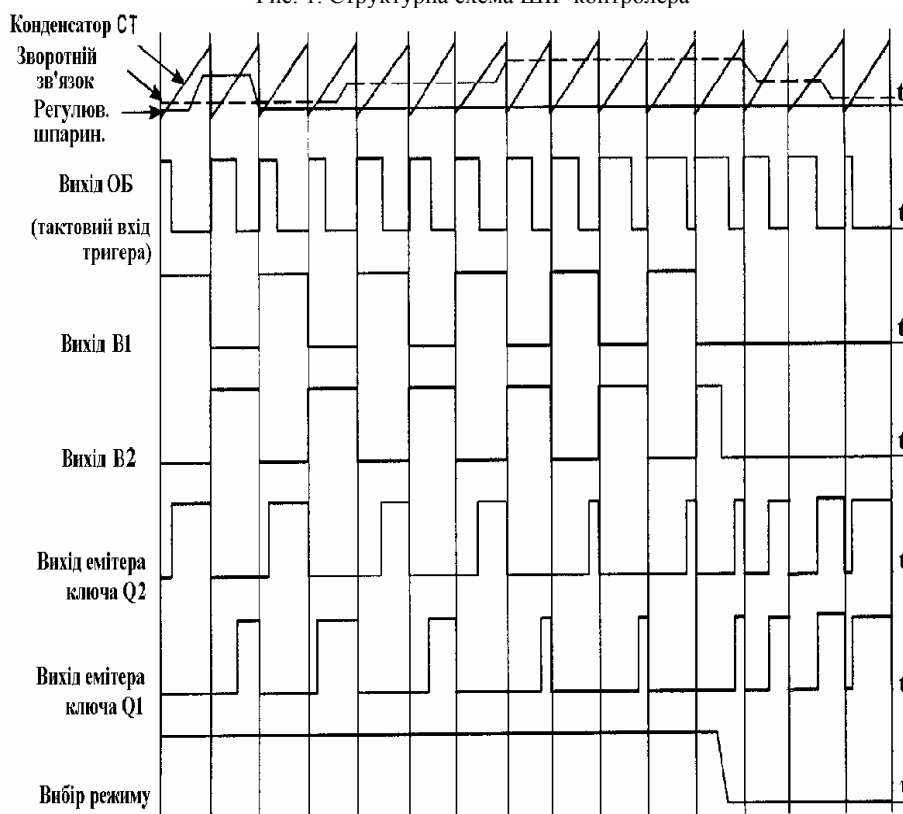 Рис. 1. Структурна схема ШІР-контролера
Конденсатор СТ
Зворотній
зв'язок
Регулюв.
шпарин.
t
Вихід ОБ
(тактовий вхід
тригера)
t
Вихід В1
t
Вихід В2
t
Вихід емітера
ключа Q2
t
Вихід емітера
ключа Q1
t
Вибір режиму
t